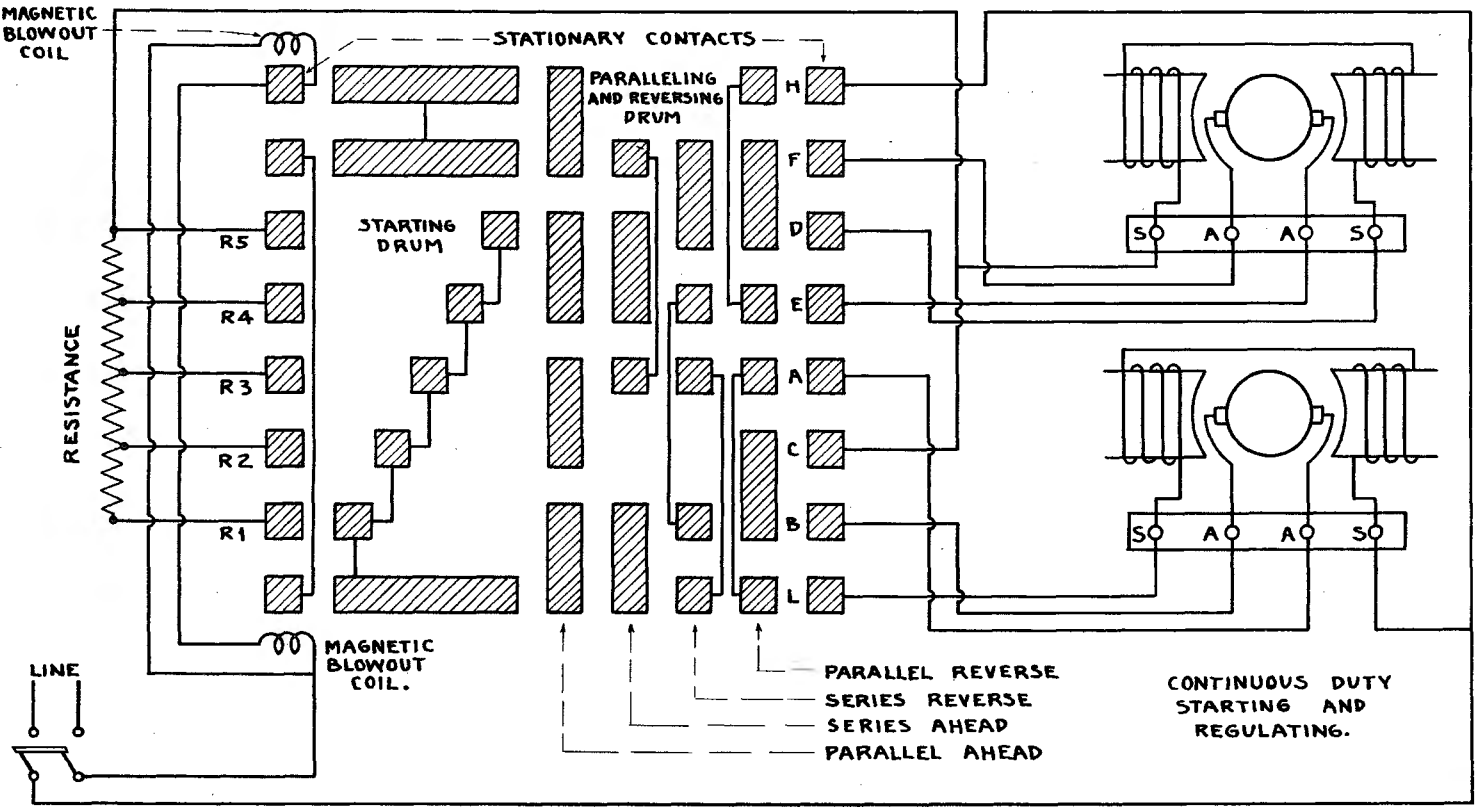 MAGNETIC
BLOWOUT
COIL
STATIONARY CONTACTS
PARALLELING
AND REVERSING
DRUM
STARTING
DRUM
RESISTANCE
R5
R4
R3
R2
R1
H
F
D
E
A
C
B
L
S A A S
S A A S
MAGNETIC
BLOWOUT
COIL.
LINE
PARALLEL REVERSE
SERIES REVERSE
SERIES AHEAD
PARALLEL AHEAD
CONTINUOUS DUTY
STARTING AND
REGULATING.